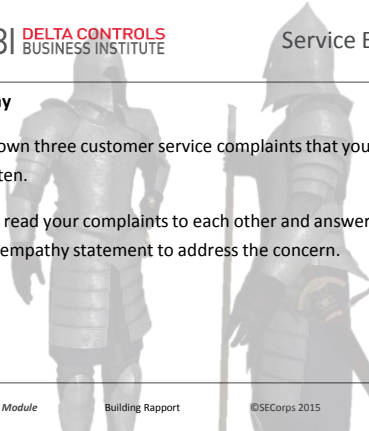 BI DELTA CONTROLS
BUSINESS INSTITUTE
Service E
y
own three customer service complaints that you
ten.
read your complaints to each other and answer
empathy statement to address the concern.
Module Building Rapport ©SECorps 2015